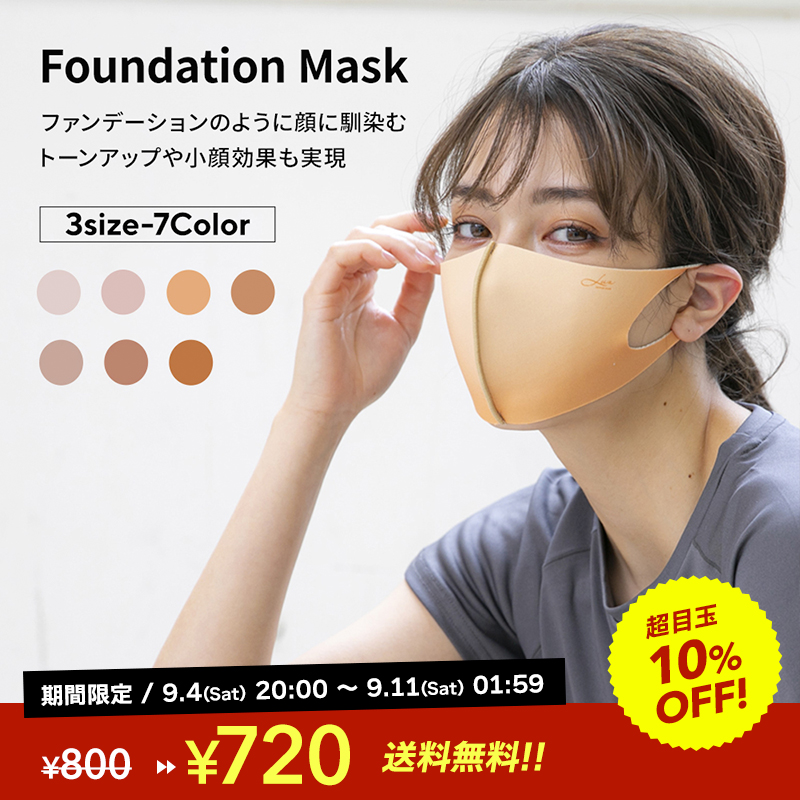 Foundation Mask
ファンデーションのように顔に馴染む
トーンアップや小顔効果も実現
3size-7Color
超目玉
10%
OFF!
期間限定 / 9.4(Sat) 20:00 ～ 9.11(Sat) 01:59
¥800 ¥720 送料無料!!